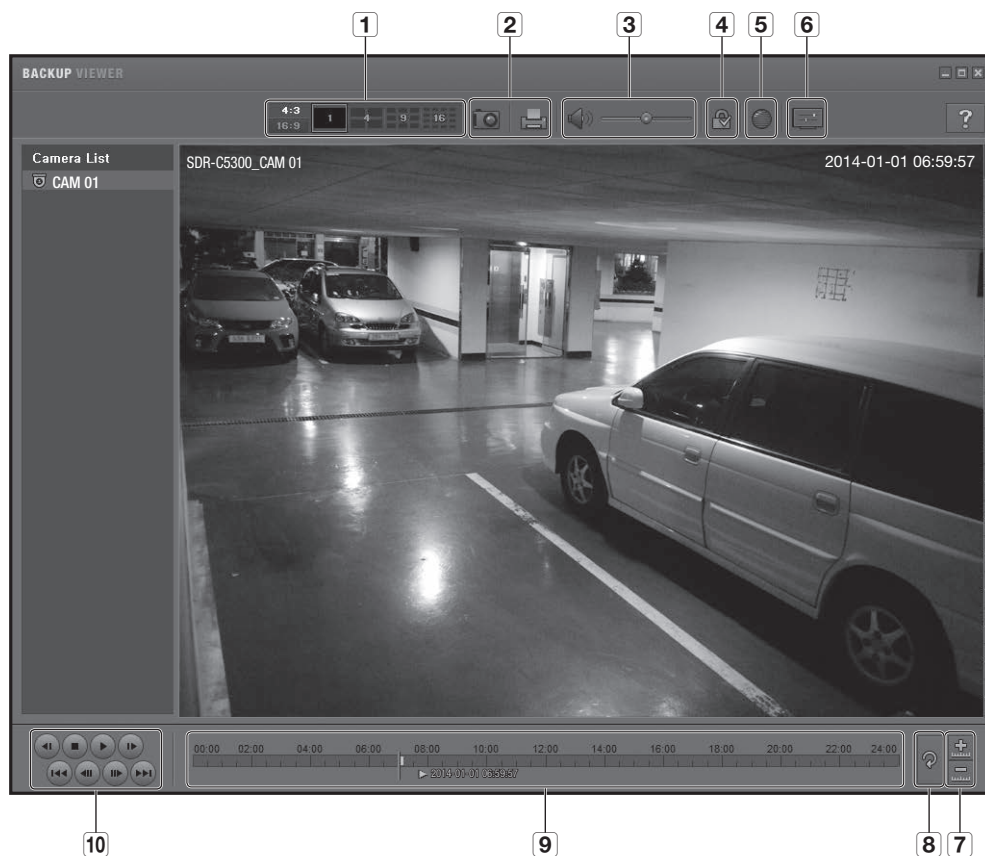 1 2 3 4 5 6
BACKUP VIEWER
4:3
16:9
1 4 9 16
?
Camera List
CAM 01
SDR-C5300_CAM 01
2014-01-01 06:59:57
00:00 02:00 04:00 06:00 08:00 10:00 12:00 14:00 16:00 18:00 20:00 22:00 24:00
2014-01-01 06:59:57
10 9 8 7